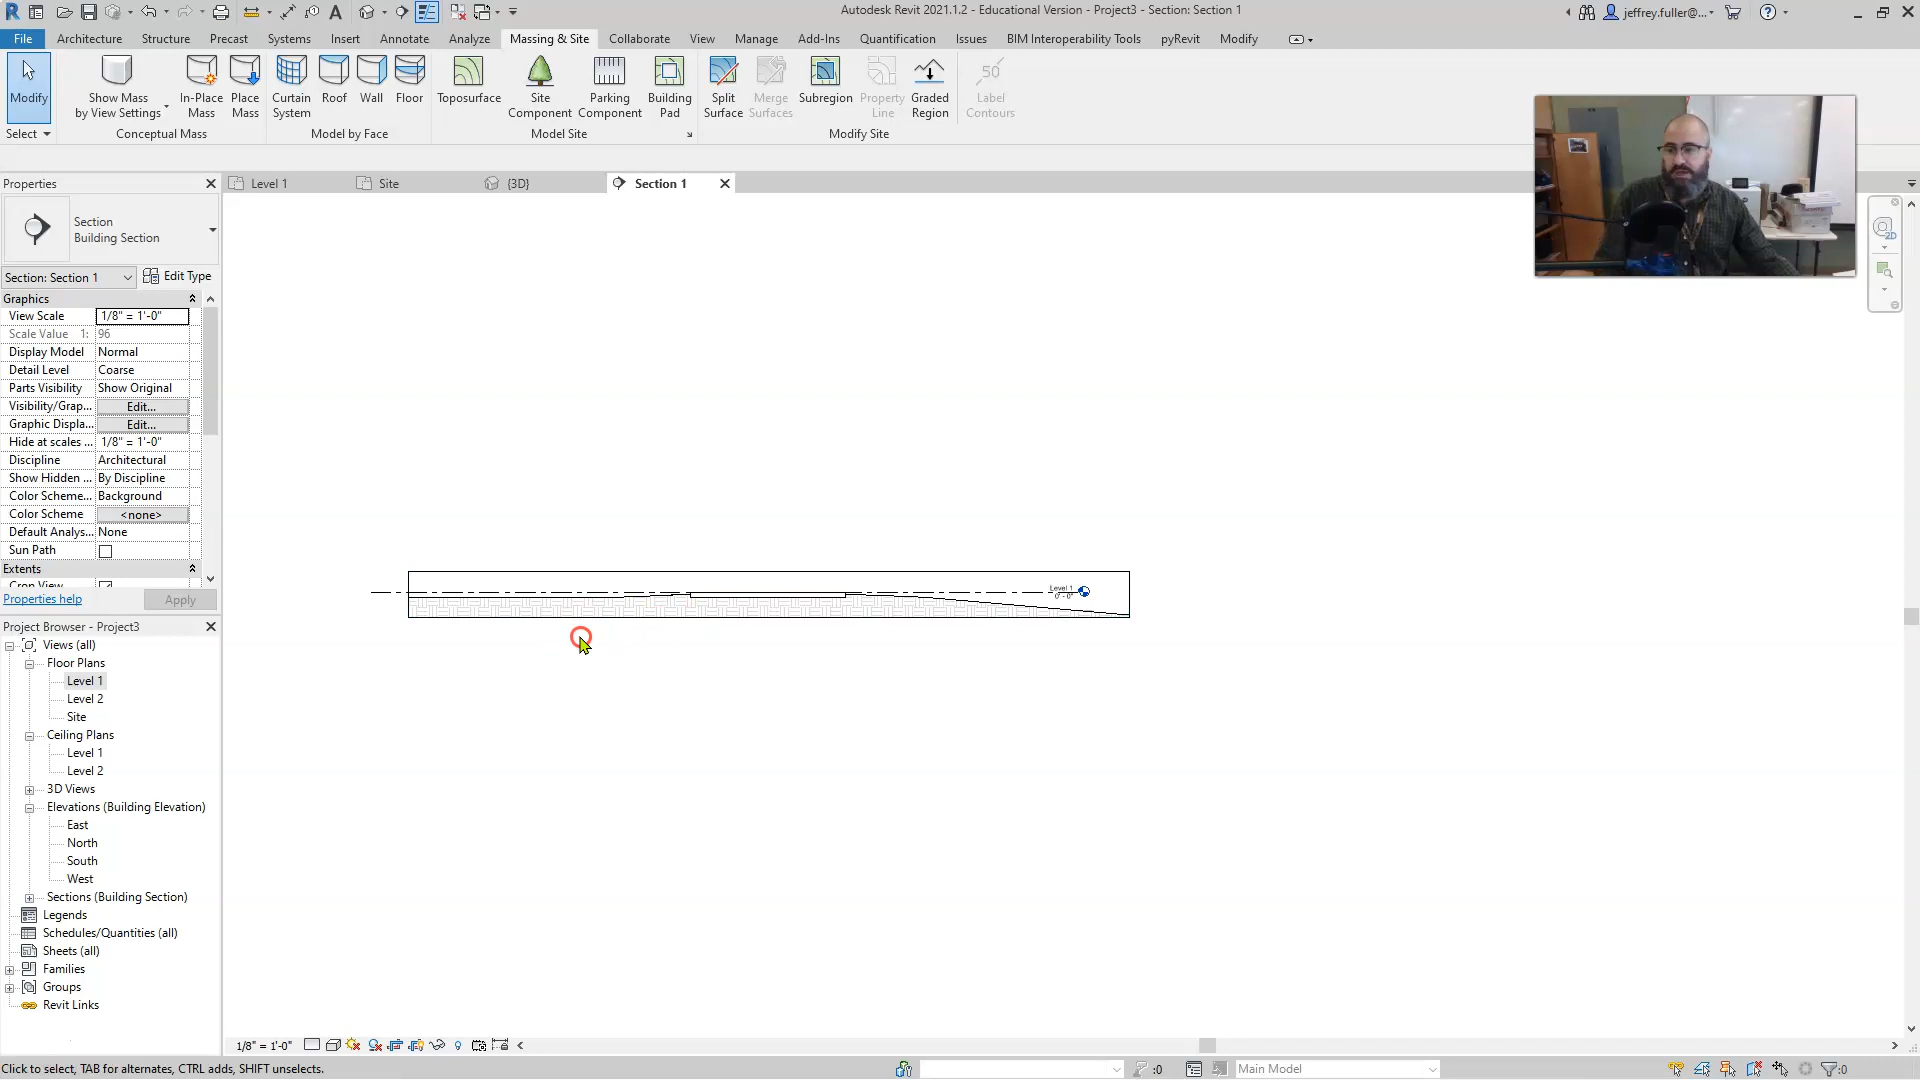 Autodesk Revit 2021.1.2 - Educational Version - Project3 - Section: Section 1
jeffrey.fuller@...
File Architecture Structure Precast Systems Insert Annotate Analyze Massing & Site Collaborate View Manage Add-Ins Quantification Issues BIM Interoperability Tools pyRevit Modify
Modify
Show Mass by View Settings
In-Place Mass
Place Mass
Curtain System
Roof
Wall
Floor
Toposurface
Site Component
Parking Component
Building Pad
Split Surface
Merge Surfaces
Subregion
Property Line
Graded Region
50
Label Contours
Select
Conceptual Mass
Model by Face
Model Site
Modify Site
Properties
Level 1
Site
{3D}
Section 1
2D
Section
Building Section
Section: Section 1
Edit Type
Graphics
View Scale 1/8" = 1'-0"
Scale Value 1: 96
Display Model Normal
Detail Level Coarse
Parts Visibility Show Original
Visibility/Grap... Edit...
Graphic Displa... Edit...
Hide at scales ... 1/8" = 1'-0"
Discipline Architectural
Show Hidden ... By Discipline
Color Scheme... Background
Color Scheme <none>
Default Analys... None
Sun Path
Extents
Crop View
Properties help
Apply
Level 1
0' - 0"
Project Browser - Project3
Views (all)
Floor Plans
Level 1
Level 2
Site
Ceiling Plans
Level 1
Level 2
3D Views
Elevations (Building Elevation)
East
North
South
West
Sections (Building Section)
Legends
Schedules/Quantities (all)
Sheets (all)
Families
Groups
Revit Links
1/8" = 1'-0"
Click to select, TAB for alternates, CTRL adds, SHIFT unselects.
:0
Main Model
:0